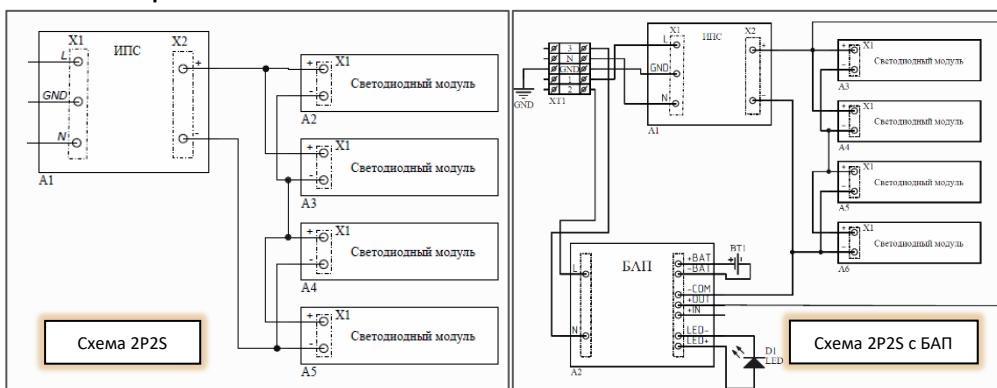 X1 ИПС X2
L
GND
N
+
-
A1
+ X1
-
Светодиодный модуль
A2
+ X1
-
Светодиодный модуль
A3
+ X1
-
Светодиодный модуль
A4
+ X1
-
Светодиодный модуль
A5
Схема 2P2S
3
N
GND
1
2
XT1
GND
X1 ИПС X2
L
GND
N
+
−
A1
+ X1
−
Светодиодный модуль
A3
+ X1
−
Светодиодный модуль
A4
+ X1
−
Светодиодный модуль
A5
+ X1
−
Светодиодный модуль
A6
БАП
L
N
+BAT
-BAT
-COM
+OUT
+IN
LED-
LED+
A2
BT1
+
D1
LED
Схема 2P2S с БАП